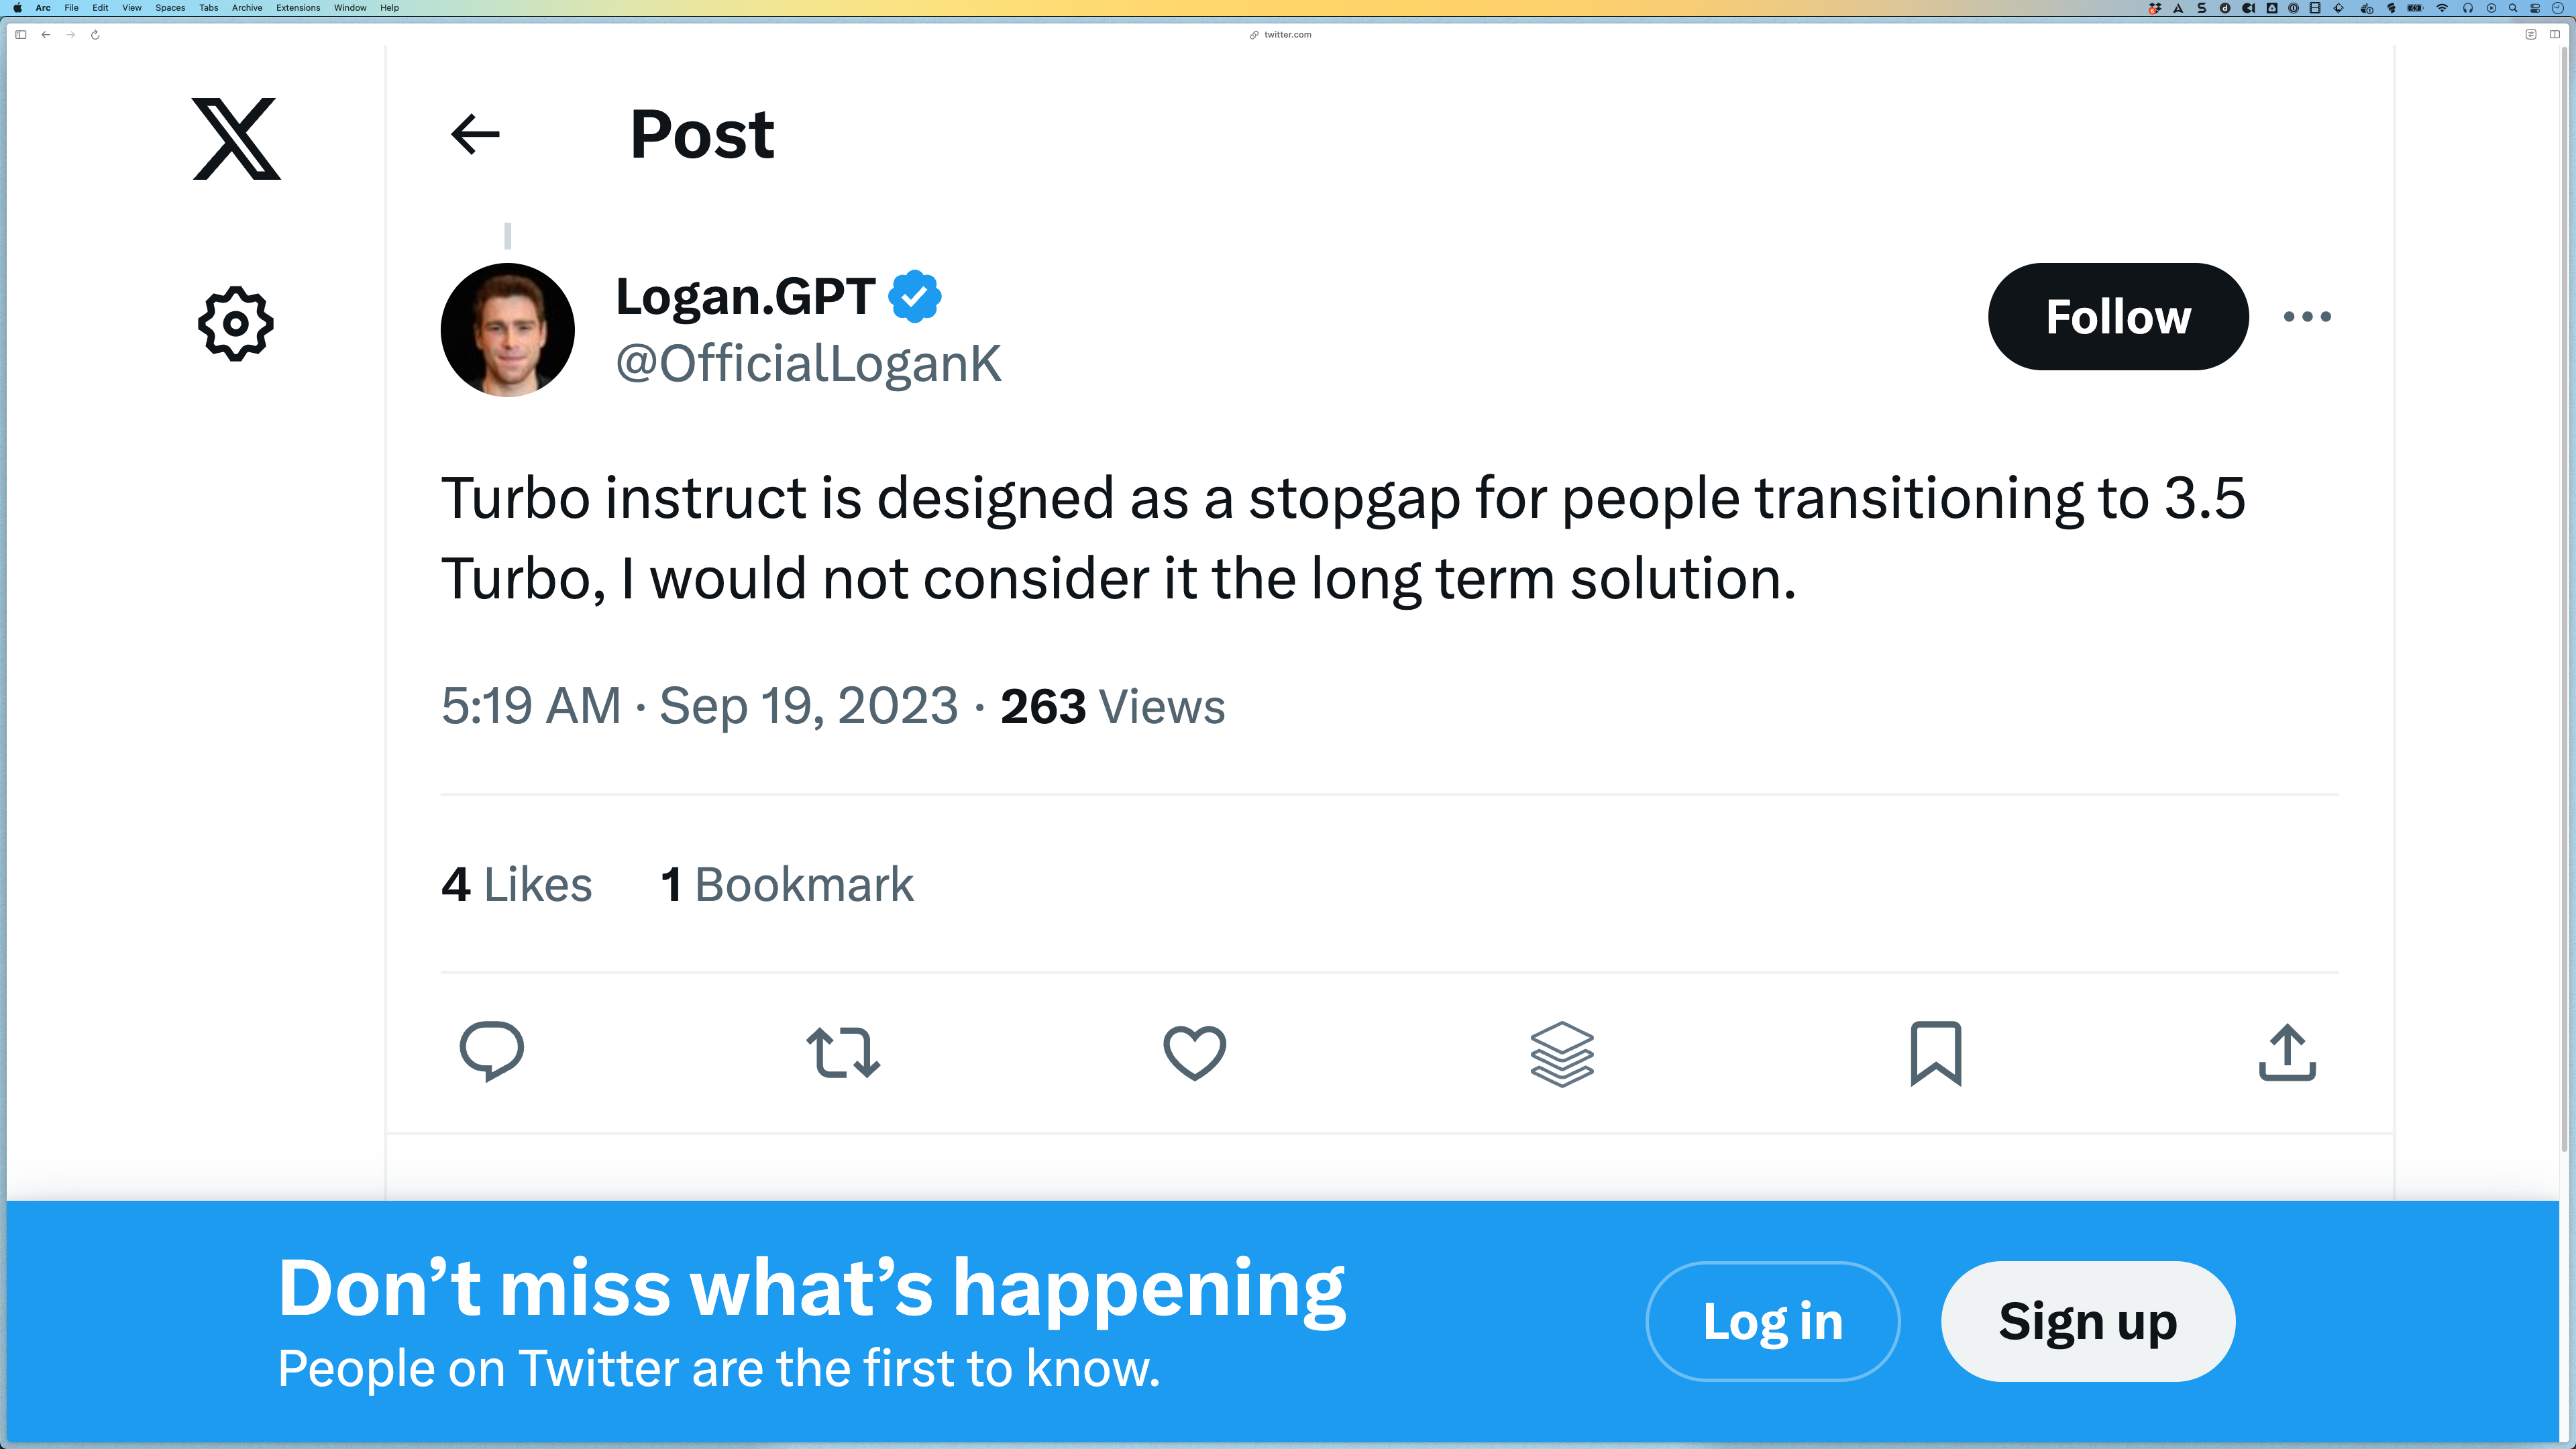 Arc File Edit View Spaces Tabs Archive Extensions Window Help
twitter.com
Post
Logan.GPT
@OfficialLoganK
Follow
Turbo instruct is designed as a stopgap for people transitioning to 3.5
Turbo, I would not consider it the long term solution.
5:19 AM · Sep 19, 2023 · 263 Views
4 Likes 1 Bookmark
Don’t miss what’s happening
People on Twitter are the first to know.
Log in
Sign up